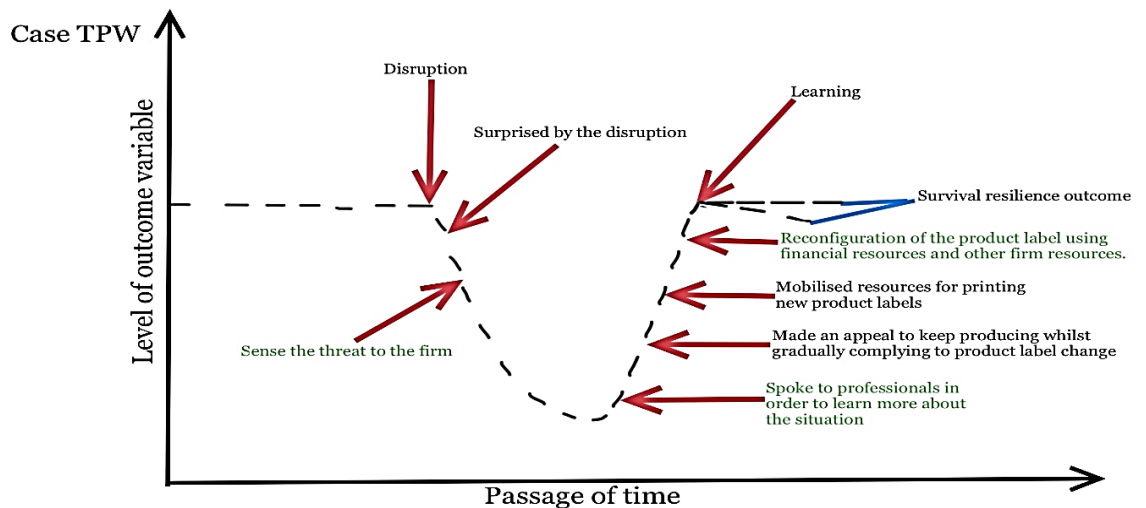 Case TPW
Disruption
Learning
Surprised by the disruption
Level of outcome variable
Survival resilience outcome
Reconfiguration of the product label using
financial resources and other firm resources.
Mobilised resources for printing
new product labels
Sense the threat to the firm
Made an appeal to keep producing whilst
gradually complying to product label change
Spoke to professionals in
order to learn more about
the situation
Passage of time